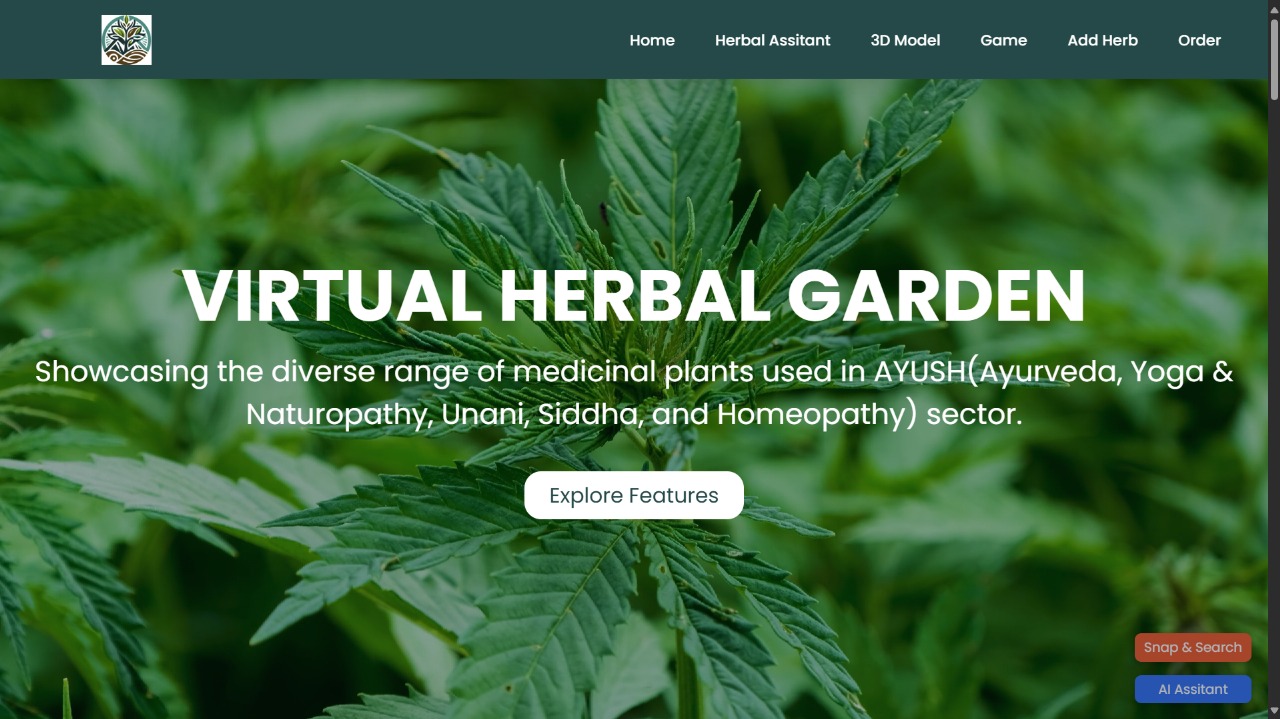 Home
Herbal Assitant
3D Model
Game
Add Herb
Order
VIRTUAL HERBAL GARDEN
Showcasing the diverse range of medicinal plants used in AYUSH(Ayurveda, Yoga &
Naturopathy, Unani, Siddha, and Homeopathy) sector.
Explore Features
Snap & Search
AI Assitant